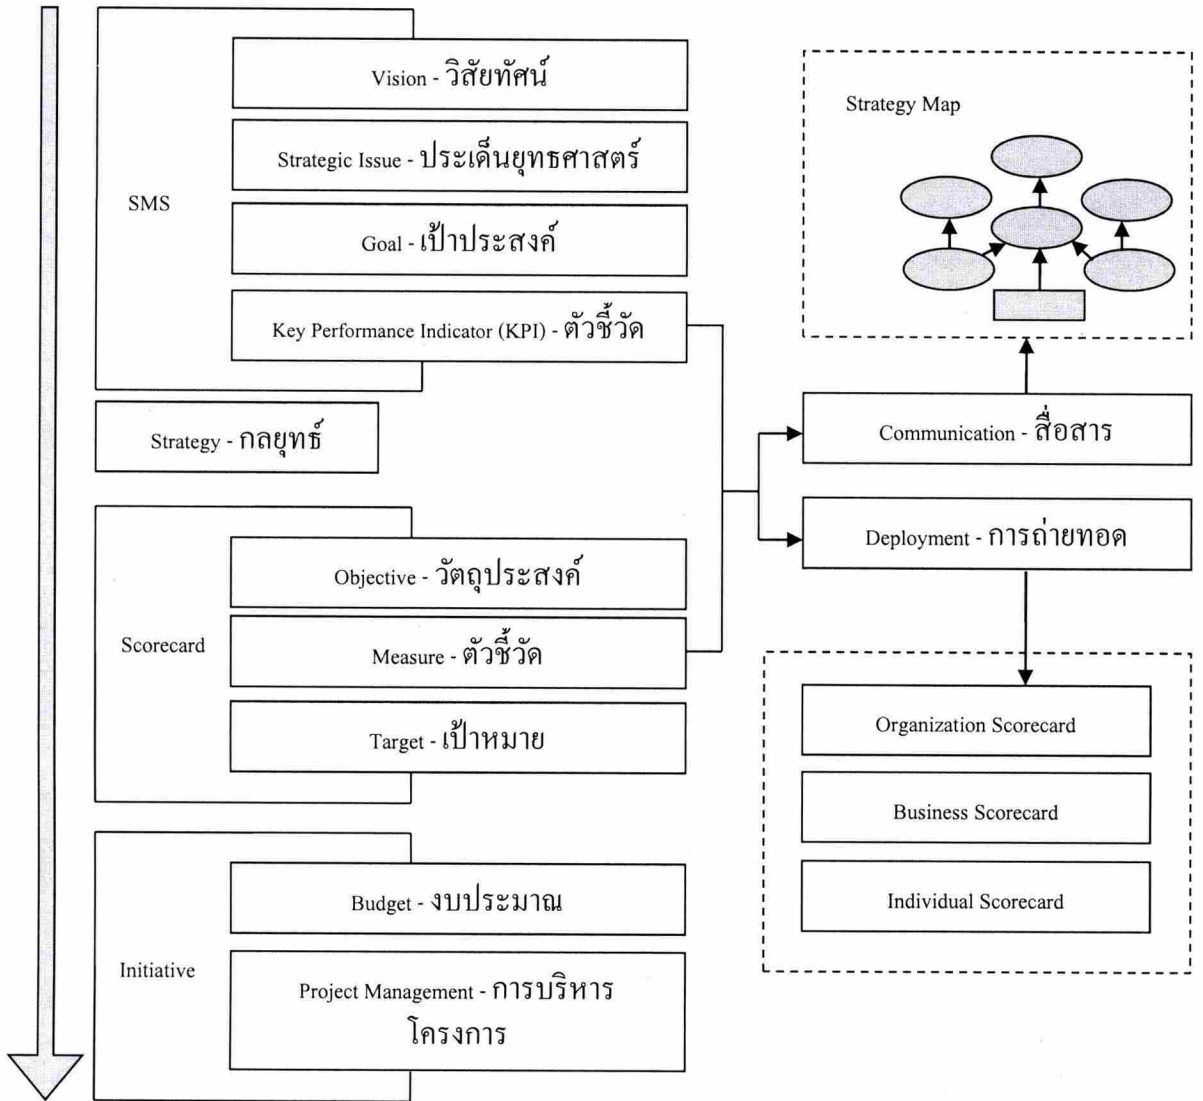 Vision - วิสัยทัศน์
Strategic Issue - ประเด็นยุทธศาสตร์
SMS
Goal - เป้าประสงค์
Key Performance Indicator (KPI) - ตัวชี้วัด
Strategy - กลยุทธ์
Objective - วัตถุประสงค์
Scorecard
Measure - ตัวชี้วัด
Target - เป้าหมาย
Budget - งบประมาณ
Initiative
Project Management - การบริหาร
โครงการ
Strategy Map
Communication - สื่อสาร
Deployment - การถ่ายทอด
Organization Scorecard
Business Scorecard
Individual Scorecard